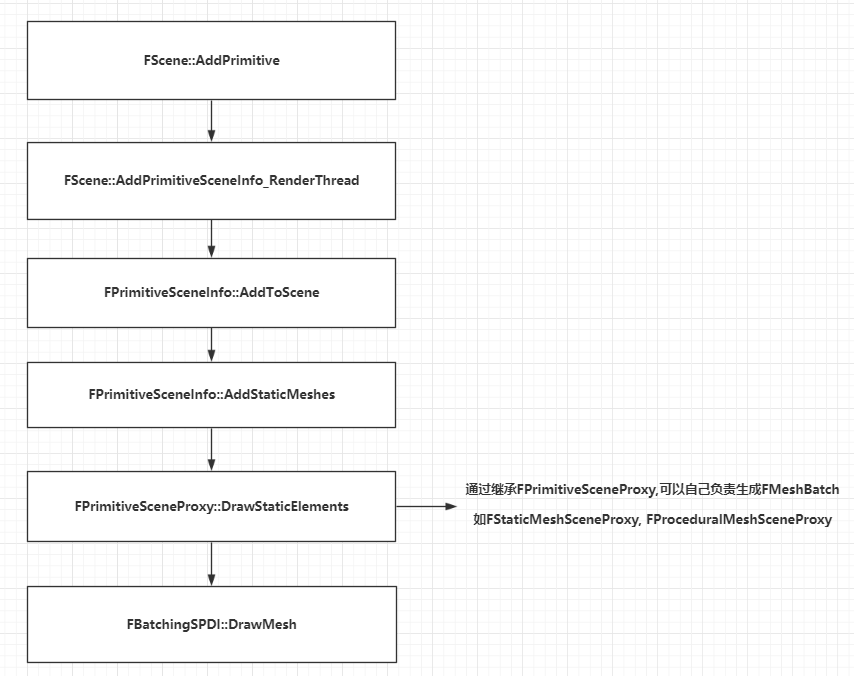 FScene::AddPrimitive
FScene::AddPrimitiveSceneInfo_RenderThread
FPrimitiveSceneInfo::AddToScene
FPrimitiveSceneInfo::AddStaticMeshes
FPrimitiveSceneProxy::DrawStaticElements
通过继承FPrimitiveSceneProxy,可以自己负责生成FMeshBatch
如FStaticMeshSceneProxy, FProceduralMeshSceneProxy
FBatchingSPDI::DrawMesh